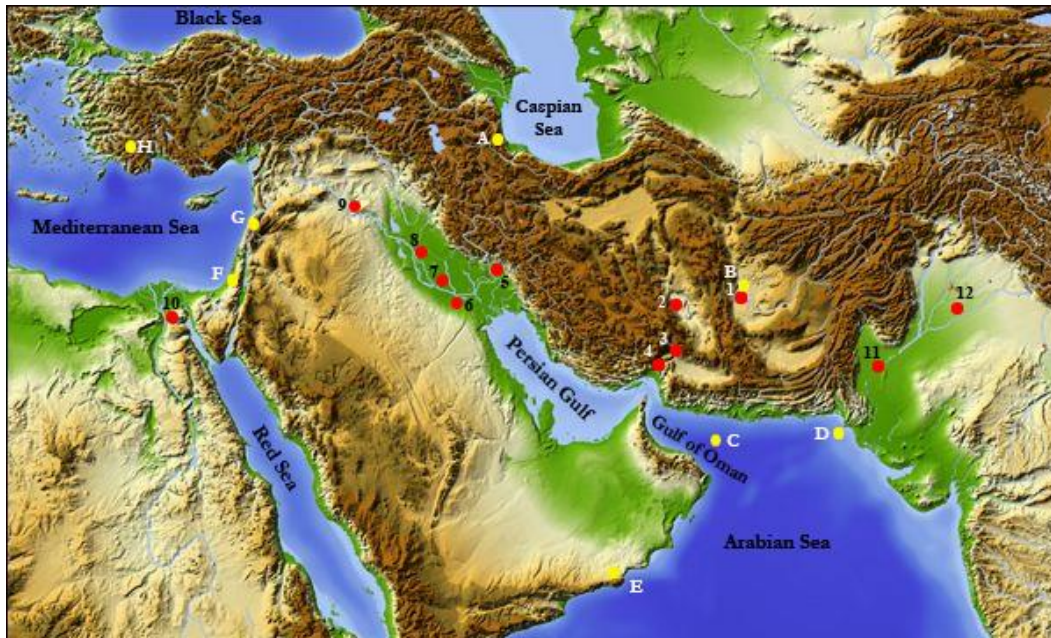 Black Sea
Caspian
Sea
A
H
9
G
Mediterranean Sea
8
F
7
5
B
1
6
2
12
10
3
4
11
Persian Gulf
D
C
Gulf of Oman
Red Sea
Arabian Sea
E